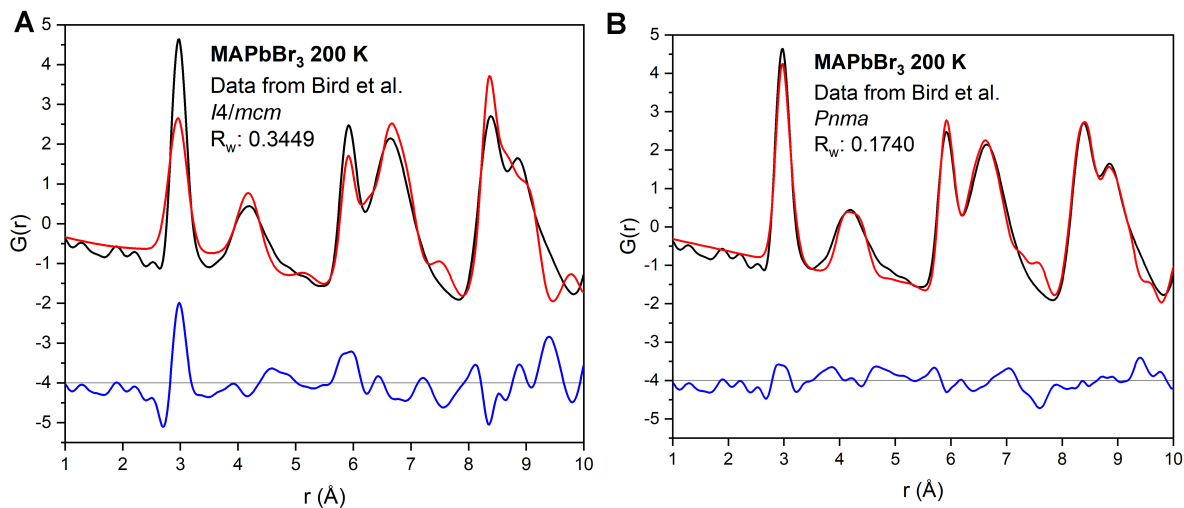 A
MAPbBr3 200 K
Data from Bird et al.
I4/mcm
Rw: 0.3449
G(r)
5
4
3
2
1
0
-1
-2
-3
-4
-5
1 2 3 4 5 6 7 8 9 10
r (Å)
B
MAPbBr3 200 K
Data from Bird et al.
Pnma
Rw: 0.1740
G(r)
5
4
3
2
1
0
-1
-2
-3
-4
-5
1 2 3 4 5 6 7 8 9 10
r (Å)